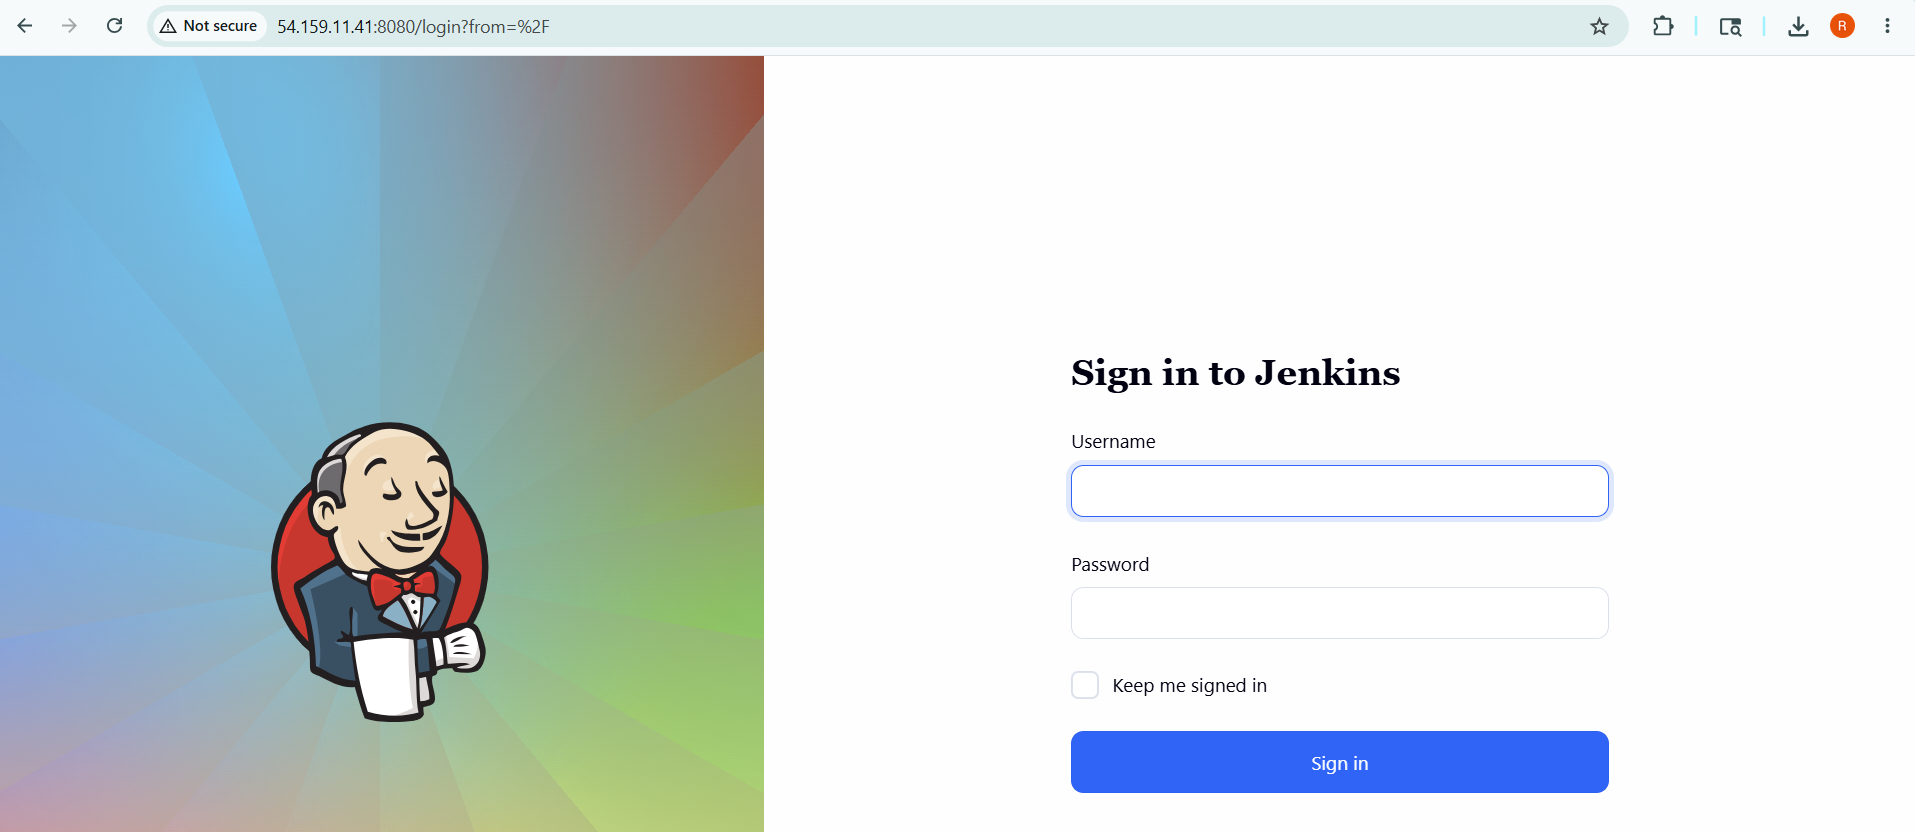 Not secure
54.159.11.41:8080/login?from=%2F
R
Sign in to Jenkins
Username
Password
Keep me signed in
Sign in